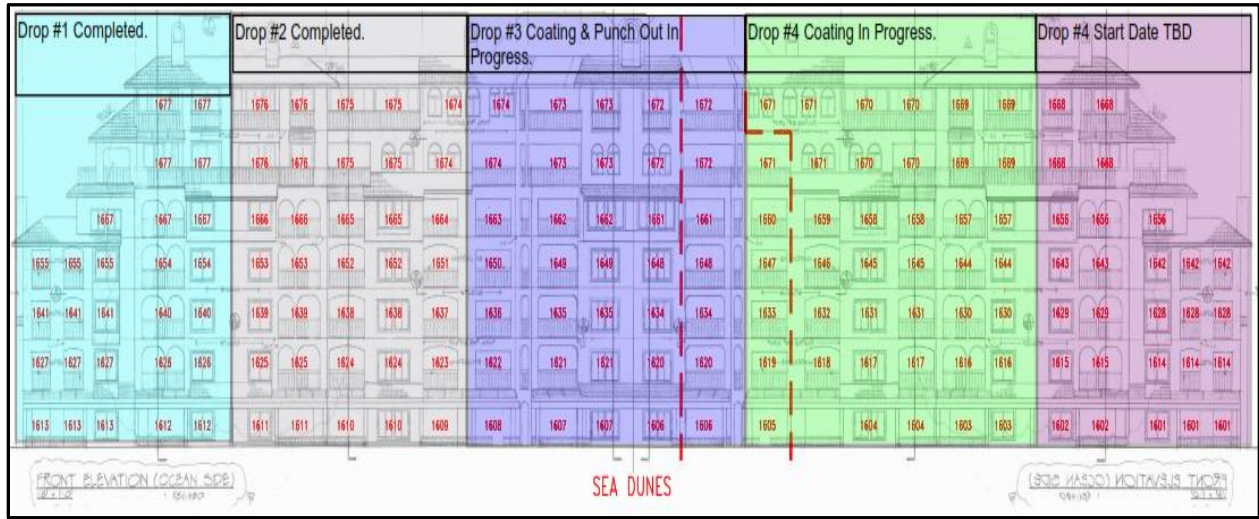 Drop #1 Completed.
Drop #2 Completed.
Drop #3 Coating & Punch Out In
Progress.
Drop #4 Coating In Progress.
Drop #4 Start Date TBD
1677 1677 1676 1676 1675 1675 1674 1674 1673 1673 1672 1672 1671 1671 1670 1670 1669 1669 1668 1668
1677 1677 1676 1676 1675 1675 1674 1674 1673 1673 1672 1672 1671 1671 1670 1670 1669 1669 1668 1668
1667 1667 1667 1666 1666 1665 1665 1664 1663 1662 1662 1661 1661 1660 1659 1658 1658 1657 1657 1656 1656 1656
1655 1655 1655 1654 1654 1653 1653 1652 1652 1651 1650 1649 1649 1648 1648 1647 1646 1645 1645 1644 1644 1643 1643 1642 1642 1642
1641 1641 1641 1640 1640 1639 1639 1638 1638 1637 1636 1635 1635 1634 1634 1633 1632 1631 1631 1630 1630 1629 1629 1628 1628 1628
1627 1627 1627 1626 1626 1625 1625 1624 1624 1623 1622 1621 1621 1620 1620 1619 1618 1617 1617 1616 1616 1615 1615 1614 1614 1614
1613 1613 1613 1612 1612 1611 1611 1610 1610 1609 1608 1607 1607 1606 1606 1605 1604 1604 1603 1603 1602 1602 1601 1601 1601
FRONT ELEVATION (OCEAN SIDE)
SEA DUNES
FRONT ELEVATION (OCEAN SIDE)